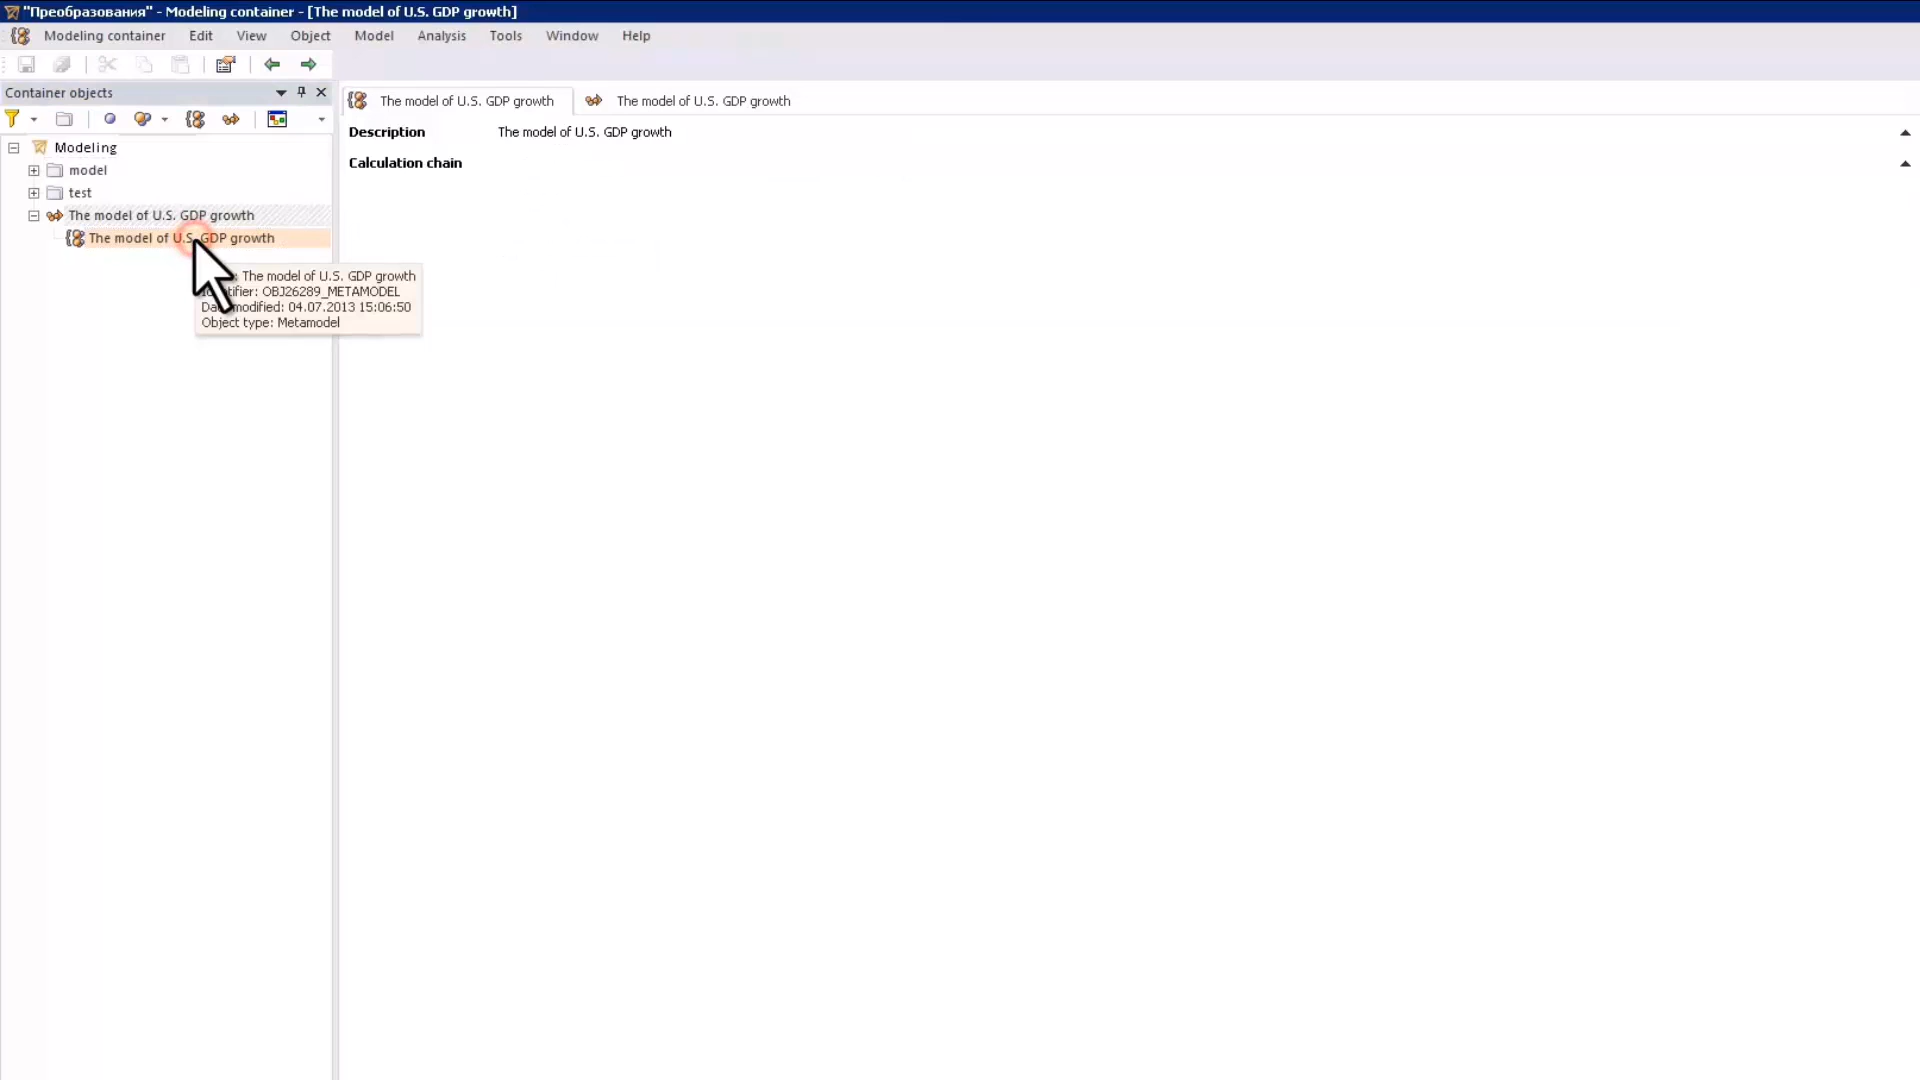 "Преобразования" - Modeling container - [The model of U.S. GDP growth]
Modeling container Edit View Object Model Analysis Tools Window Help
Container objects
Modeling
model
test
The model of U.S. GDP growth
The model of U.S. GDP growth
The model of U.S. GDP growth
Identifier: OBJ26289_METAMODEL
Date modified: 04.07.2013 15:06:50
Object type: Metamodel
The model of U.S. GDP growth
The model of U.S. GDP growth
Description The model of U.S. GDP growth
Calculation chain